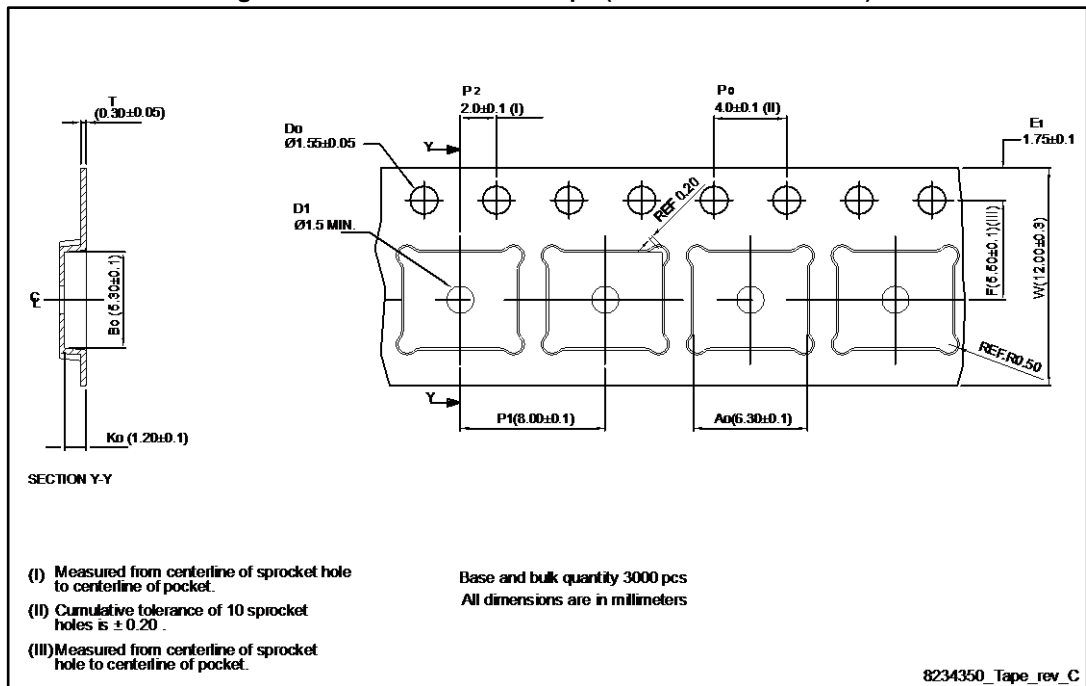 T
(0.30±0.05)
P2
2.0±0.1 (I)
Po
4.0±0.1 (II)
E1
1.75±0.1
Do
Ø1.55±0.05
Y
D1
Ø1.5 MIN.
REF 0.20
F(5.50±0.1)(III)
W(12.00±0.3)
CL
Bo (5.30±0.1)
REF.R0.50
Y
P1(8.00±0.1)
Ao(6.30±0.1)
Ko (1.20±0.1)
SECTION Y-Y
(I) Measured from centerline of sprocket hole
to centerline of pocket.
(II) Cumulative tolerance of 10 sprocket
holes is ± 0.20 .
(III) Measured from centerline of sprocket
hole to centerline of pocket.
Base and bulk quantity 3000 pcs
All dimensions are in millimeters
8234350_Tape_rev_C